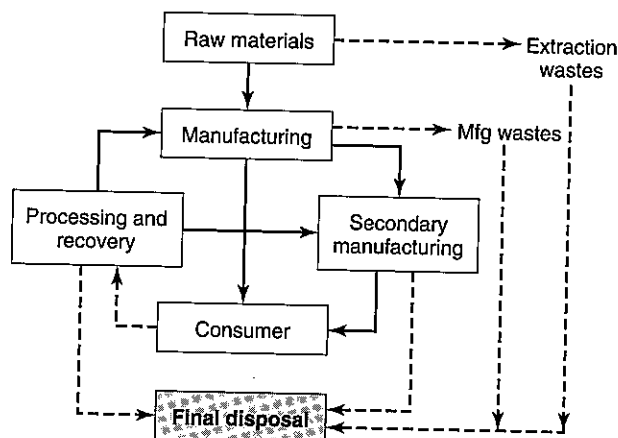 Raw materials
Extraction
wastes
Manufacturing
Mfg wastes
Processing and
recovery
Secondary
manufacturing
Consumer
Final disposal